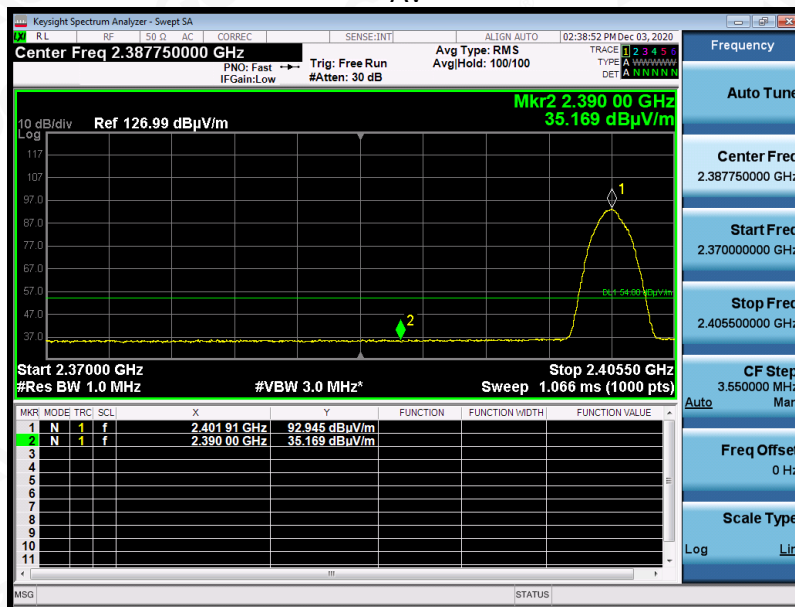 Keysight Spectrum Analyzer - Swept SA
LXI RL RF 50 Ω AC CORREC SENSE:INT ALIGN AUTO 02:38:52 PM Dec 03, 2020
Center Freq 2.387750000 GHz
PNO: Fast
IFGain:Low
Trig: Free Run
#Atten: 30 dB
Avg Type: RMS
Avg|Hold: 100/100
TRACE 1 2 3 4 5 6
TYPE A WWWWW
DET A N N N N N
Mkr2 2.390 00 GHz
35.169 dBµV/m
10 dB/div Ref 126.99 dBµV/m
Log
117
107
97.0
87.0
77.0
67.0
57.0
47.0
37.0
1
2
DL1 54.00 dBµV/m
Start 2.37000 GHz Stop 2.40550 GHz
#Res BW 1.0 MHz #VBW 3.0 MHz* Sweep 1.066 ms (1000 pts)
MKR MODE TRC SCL X Y FUNCTION FUNCTION WIDTH FUNCTION VALUE
1 N 1 f 2.401 91 GHz 92.945 dBµV/m
2 N 1 f 2.390 00 GHz 35.169 dBµV/m
3
4
5
6
7
8
9
10
11
MSG STATUS
Frequency
Auto Tune
Center Freq
2.387750000 GHz
Start Freq
2.370000000 GHz
Stop Freq
2.405500000 GHz
CF Step
3.550000 MHz
Auto Man
Freq Offset
0 Hz
Scale Type
Log Lin